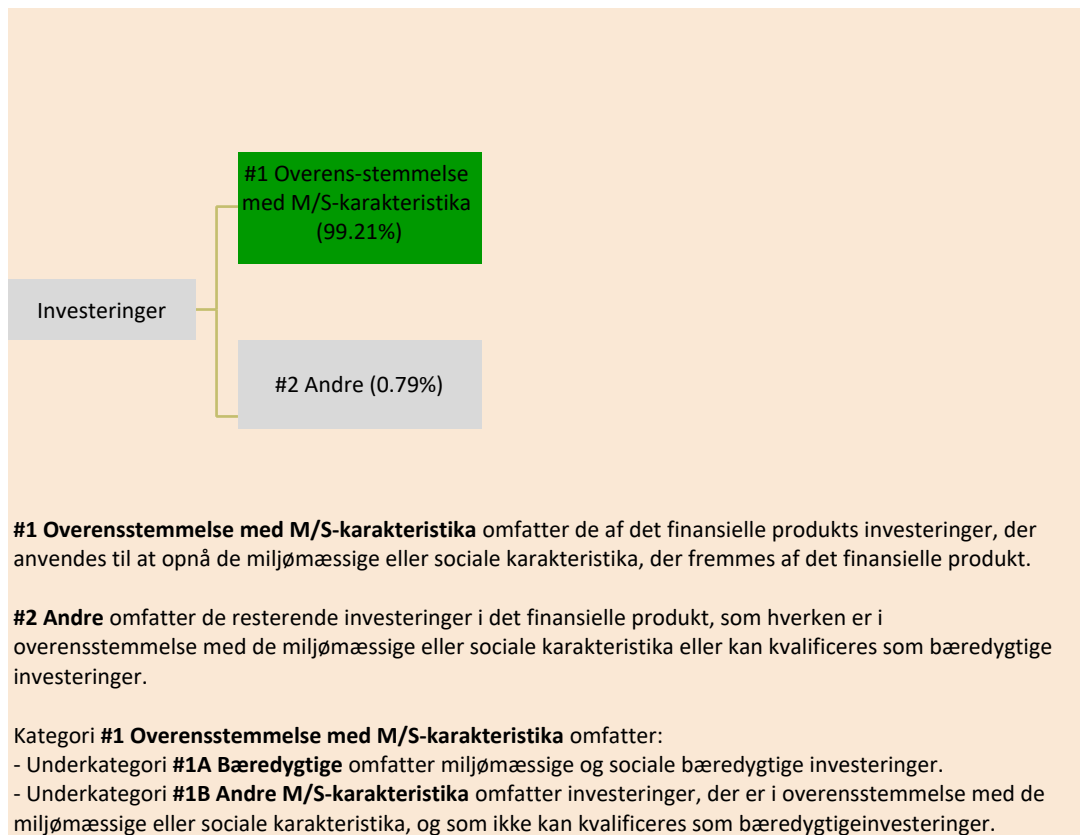 #1 Overens-stemmelse
med M/S-karakteristika
(99.21%)
Investeringer
#2 Andre (0.79%)
#1 Overensstemmelse med M/S-karakteristika omfatter de af det finansielle produkts investeringer, der
anvendes til at opnå de miljømæssige eller sociale karakteristika, der fremmes af det finansielle produkt.
#2 Andre omfatter de resterende investeringer i det finansielle produkt, som hverken er i
overensstemmelse med de miljømæssige eller sociale karakteristika eller kan kvalificeres som bæredygtige
investeringer.
Kategori #1 Overensstemmelse med M/S-karakteristika omfatter:
- Underkategori #1A Bæredygtige omfatter miljømæssige og sociale bæredygtige investeringer.
- Underkategori #1B Andre M/S-karakteristika omfatter investeringer, der er i overensstemmelse med de
miljømæssige eller sociale karakteristika, og som ikke kan kvalificeres som bæredygtigeinvesteringer.